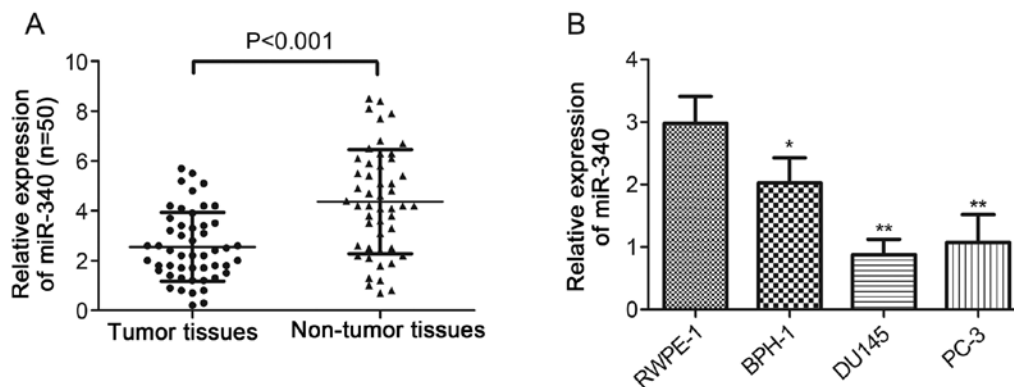 A
P<0.001
Relative expression
of miR-340 (n=50)
10
8
6
4
2
0
Tumor tissues
Non-tumor tissues
B
Relative expression
of miR-340
4
3
2
1
0
*
**
**
RWPE-1
BPH-1
DU145
PC-3